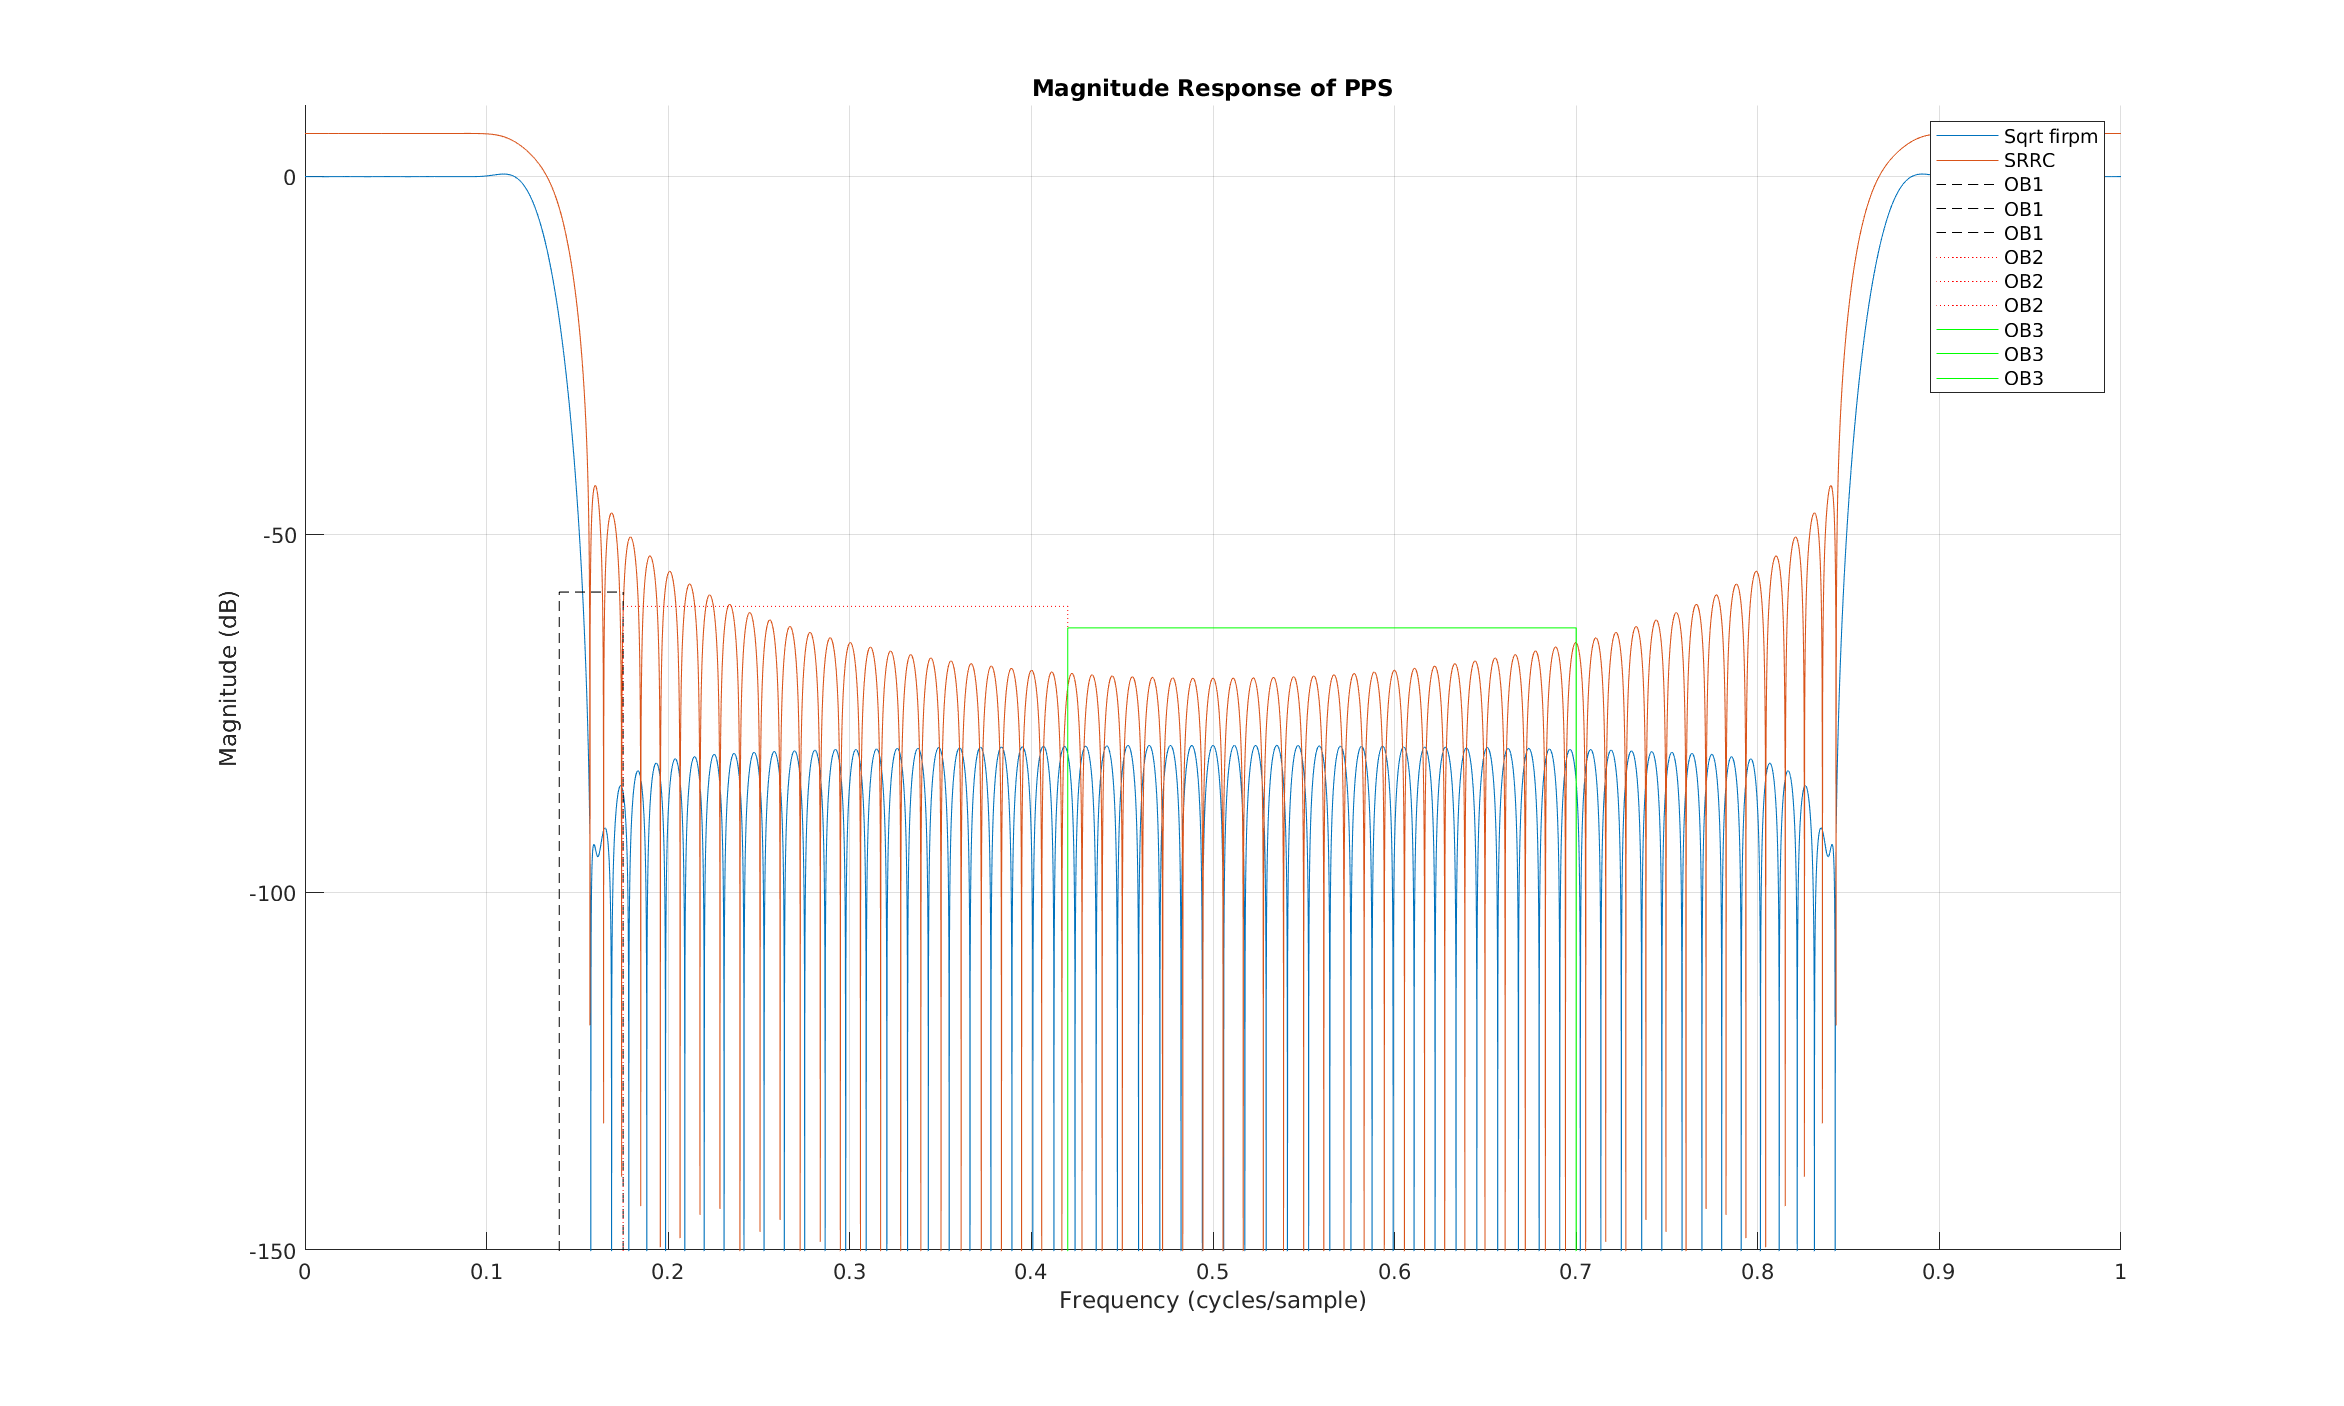 Magnitude Response of PPS
Sqrt firpm
SRRC
OB1
OB1
OB1
OB2
OB2
OB2
OB3
OB3
OB3
Magnitude (dB)
0
-50
-100
-150
0 0.1 0.2 0.3 0.4 0.5 0.6 0.7 0.8 0.9 1
Frequency (cycles/sample)